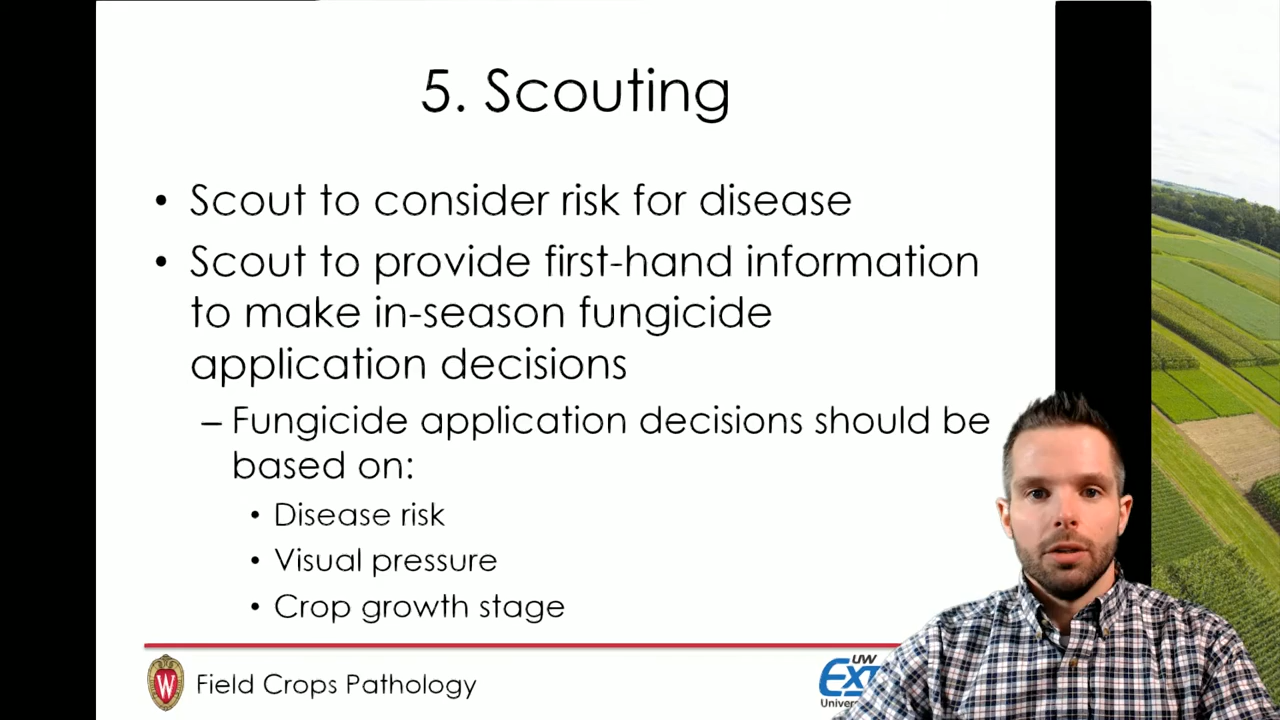 5. Scouting
• Scout to consider risk for disease
• Scout to provide first-hand information
to make in-season fungicide
application decisions
– Fungicide application decisions should be
based on:
• Disease risk
• Visual pressure
• Crop growth stage
W
Field Crops Pathology
UW